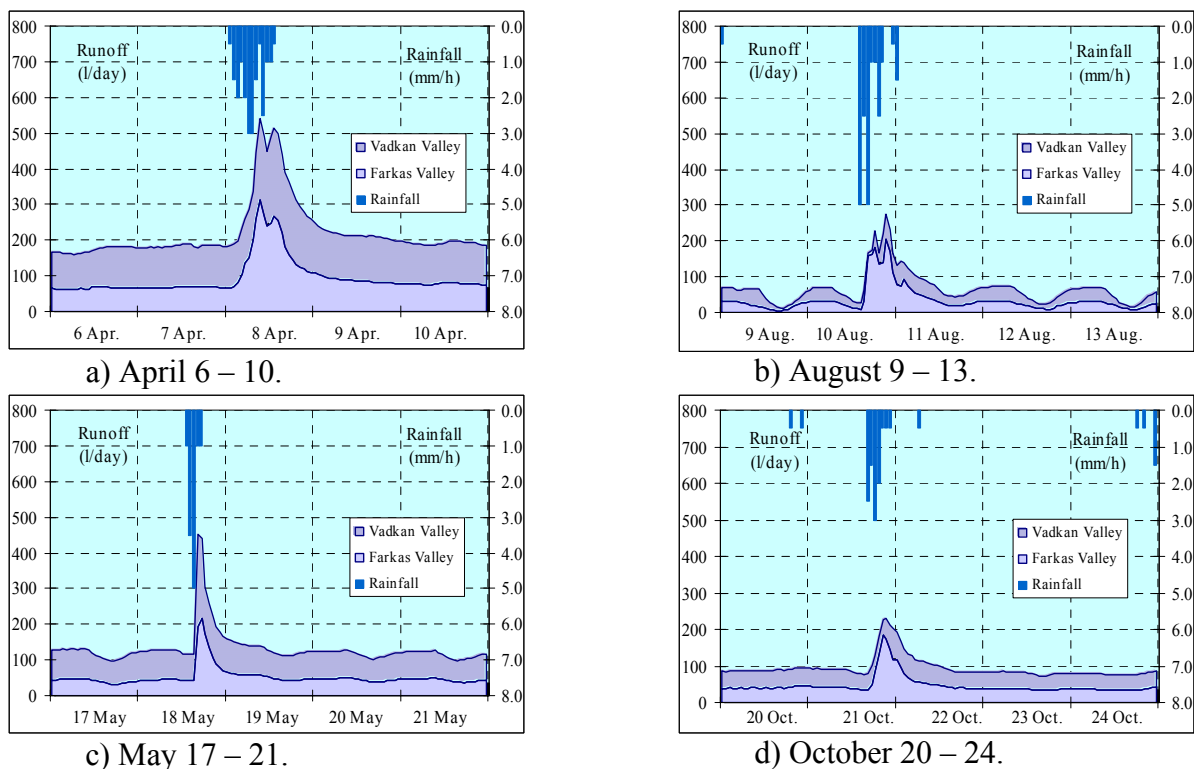 800 0.0
Runoff Rainfall
(l/day) (mm/h)
700 1.0
600 2.0
500 3.0
400 4.0
300 5.0
200 6.0
100 7.0
0 8.0
Vadkan Valley
Farkas Valley
Rainfall
6 Apr. 7 Apr. 8 Apr. 9 Apr. 10 Apr.
a) April 6 – 10.
800 0.0
Runoff Rainfall
(l/day) (mm/h)
700 1.0
600 2.0
500 3.0
400 4.0
300 5.0
200 6.0
100 7.0
0 8.0
Vadkan Valley
Farkas Valley
Rainfall
9 Aug. 10 Aug. 11 Aug. 12 Aug. 13 Aug.
b) August 9 – 13.
800 0.0
Runoff Rainfall
(l/day) (mm/h)
700 1.0
600 2.0
500 3.0
400 4.0
300 5.0
200 6.0
100 7.0
0 8.0
Vadkan Valley
Farkas Valley
Rainfall
17 May 18 May 19 May 20 May 21 May
c) May 17 – 21.
800 0.0
Runoff Rainfall
(l/day) (mm/h)
700 1.0
600 2.0
500 3.0
400 4.0
300 5.0
200 6.0
100 7.0
0 8.0
Vadkan Valley
Farkas Valley
Rainfall
20 Oct. 21 Oct. 22 Oct. 23 Oct. 24 Oct.
d) October 20 – 24.